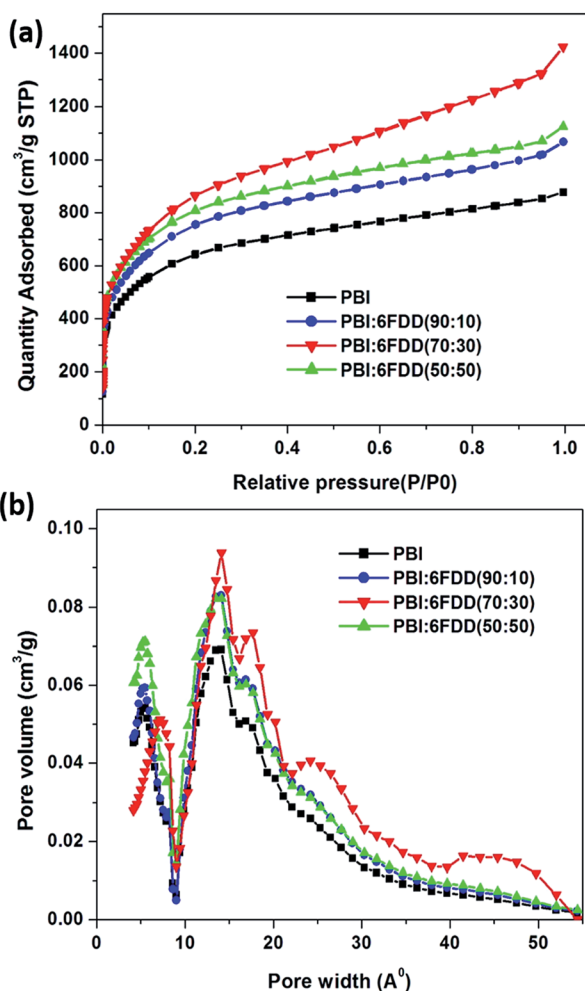 (a)
1400
1200
1000
800
600
400
200
0
Quantity Adsorbed (cm³/g STP)
PBI
PBI:6FDD(90:10)
PBI:6FDD(70:30)
PBI:6FDD(50:50)
0.0 0.2 0.4 0.6 0.8 1.0
Relative pressure(P/P0)
(b)
0.10
0.08
0.06
0.04
0.02
0.00
Pore volume (cm³/g)
PBI
PBI:6FDD(90:10)
PBI:6FDD(70:30)
PBI:6FDD(50:50)
0 10 20 30 40 50
Pore width (A⁰)